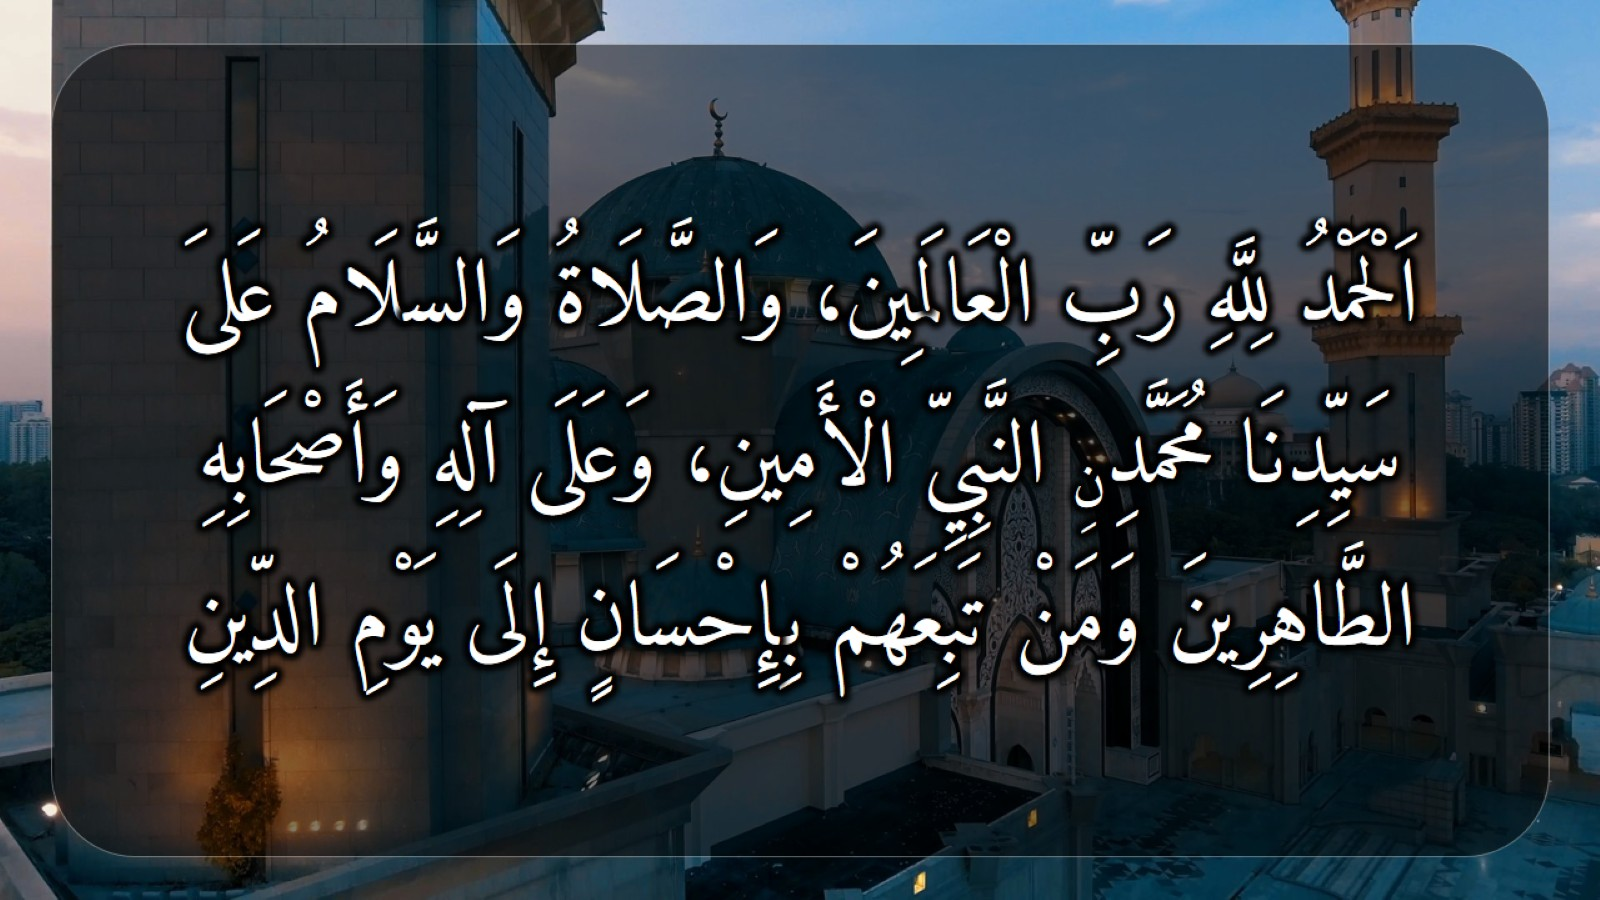 اَلْحَمْدُ لِلَّهِ رَبِّ الْعَالَمِينَ، وَالصَّلَاةُ وَالسَّلَامُ عَلَىَ
سَيِّدِنَا مُحَمَّدِنِ النَّبِيِّ الْأَمِينِ، وَعَلَى آلِهِ وَأَصْحَابِهِ
الطَّاهِرِينَ وَمَنْ تَبِعَهُمْ بِإِحْسَانٍ إِلَى يَوْمِ الدِّينِ